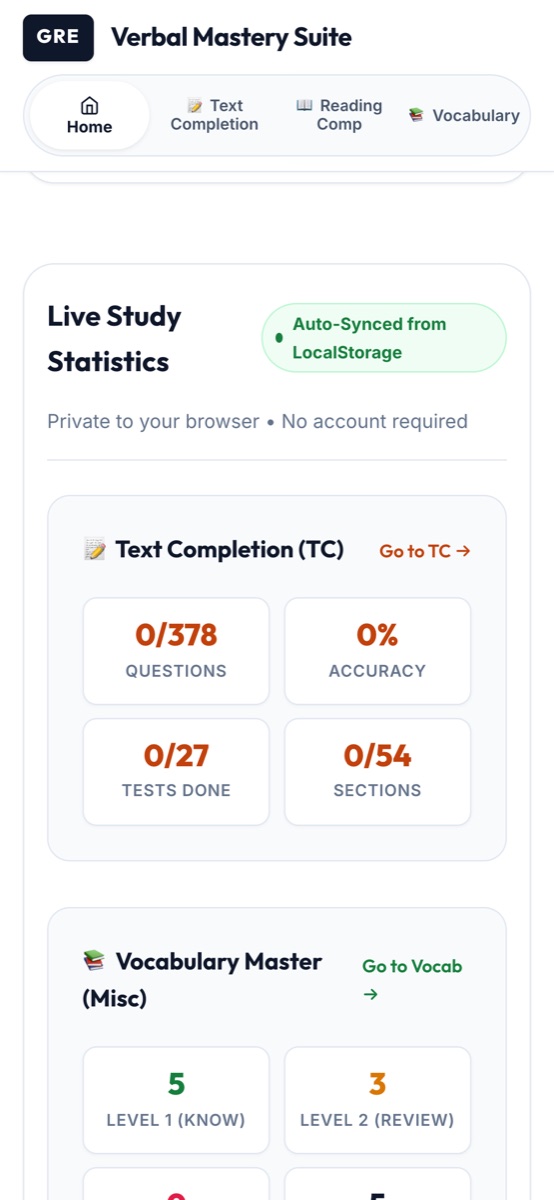 GRE Verbal Mastery Suite
Home
Text
Completion
Reading
Comp
Vocabulary
Live Study
Statistics
Auto-Synced from
LocalStorage
Private to your browser • No account required
Text Completion (TC)
Go to TC →
0/378
QUESTIONS
0%
ACCURACY
0/27
TESTS DONE
0/54
SECTIONS
Vocabulary Master
(Misc)
Go to Vocab
→
5
LEVEL 1 (KNOW)
3
LEVEL 2 (REVIEW)